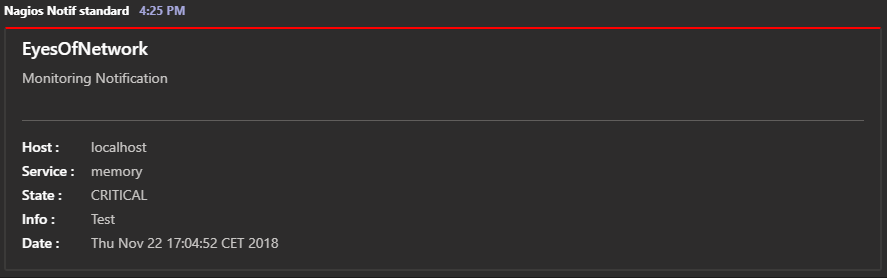 Nagios Notif standard 4:25 PM
EyesOfNetwork
Monitoring Notification
Host : localhost
Service : memory
State : CRITICAL
Info : Test
Date : Thu Nov 22 17:04:52 CET 2018